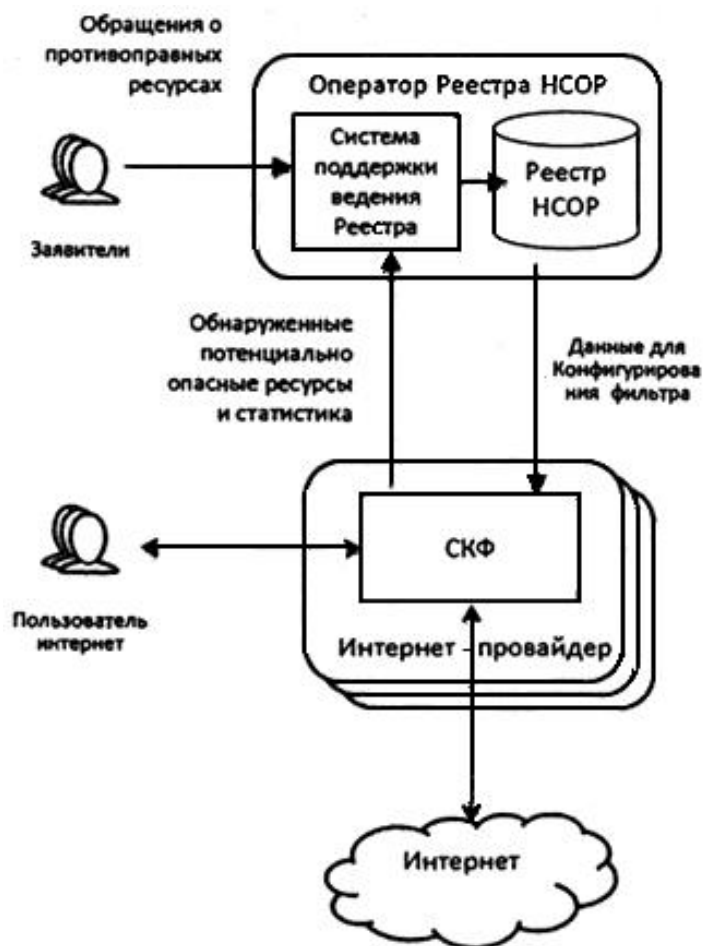 Обращения о
противоправных
ресурсах
Оператор Реестра НСОР
Система
поддержки
ведения
Реестра
Реестр
НСОР
Заявители
Обнаруженные
потенциально
опасные ресурсы
и статистика
Данные для
Конфигурирова
ния фильтра
СКФ
Пользователь
интернет
Интернет - провайдер
Интернет